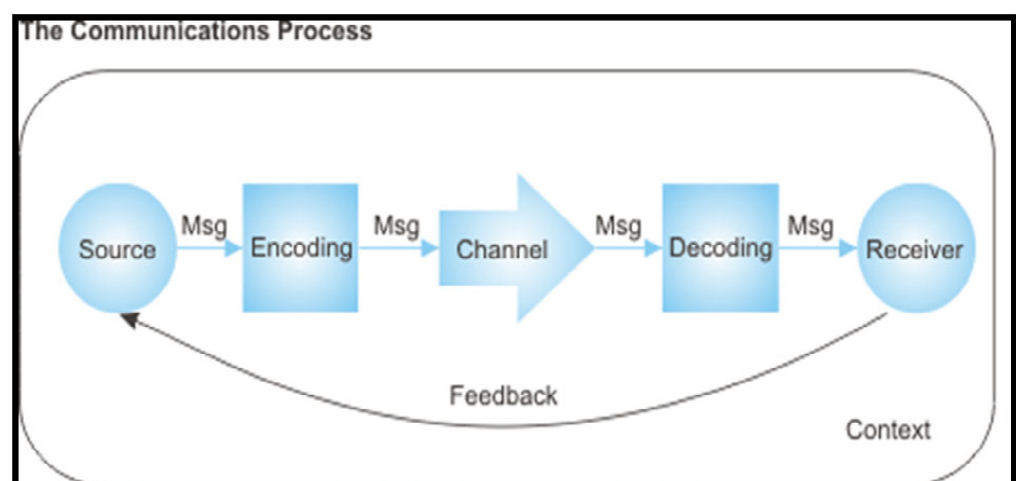 The Communications Process
Msg Msg Msg Msg
Source Encoding Channel Decoding Receiver
Feedback
Context